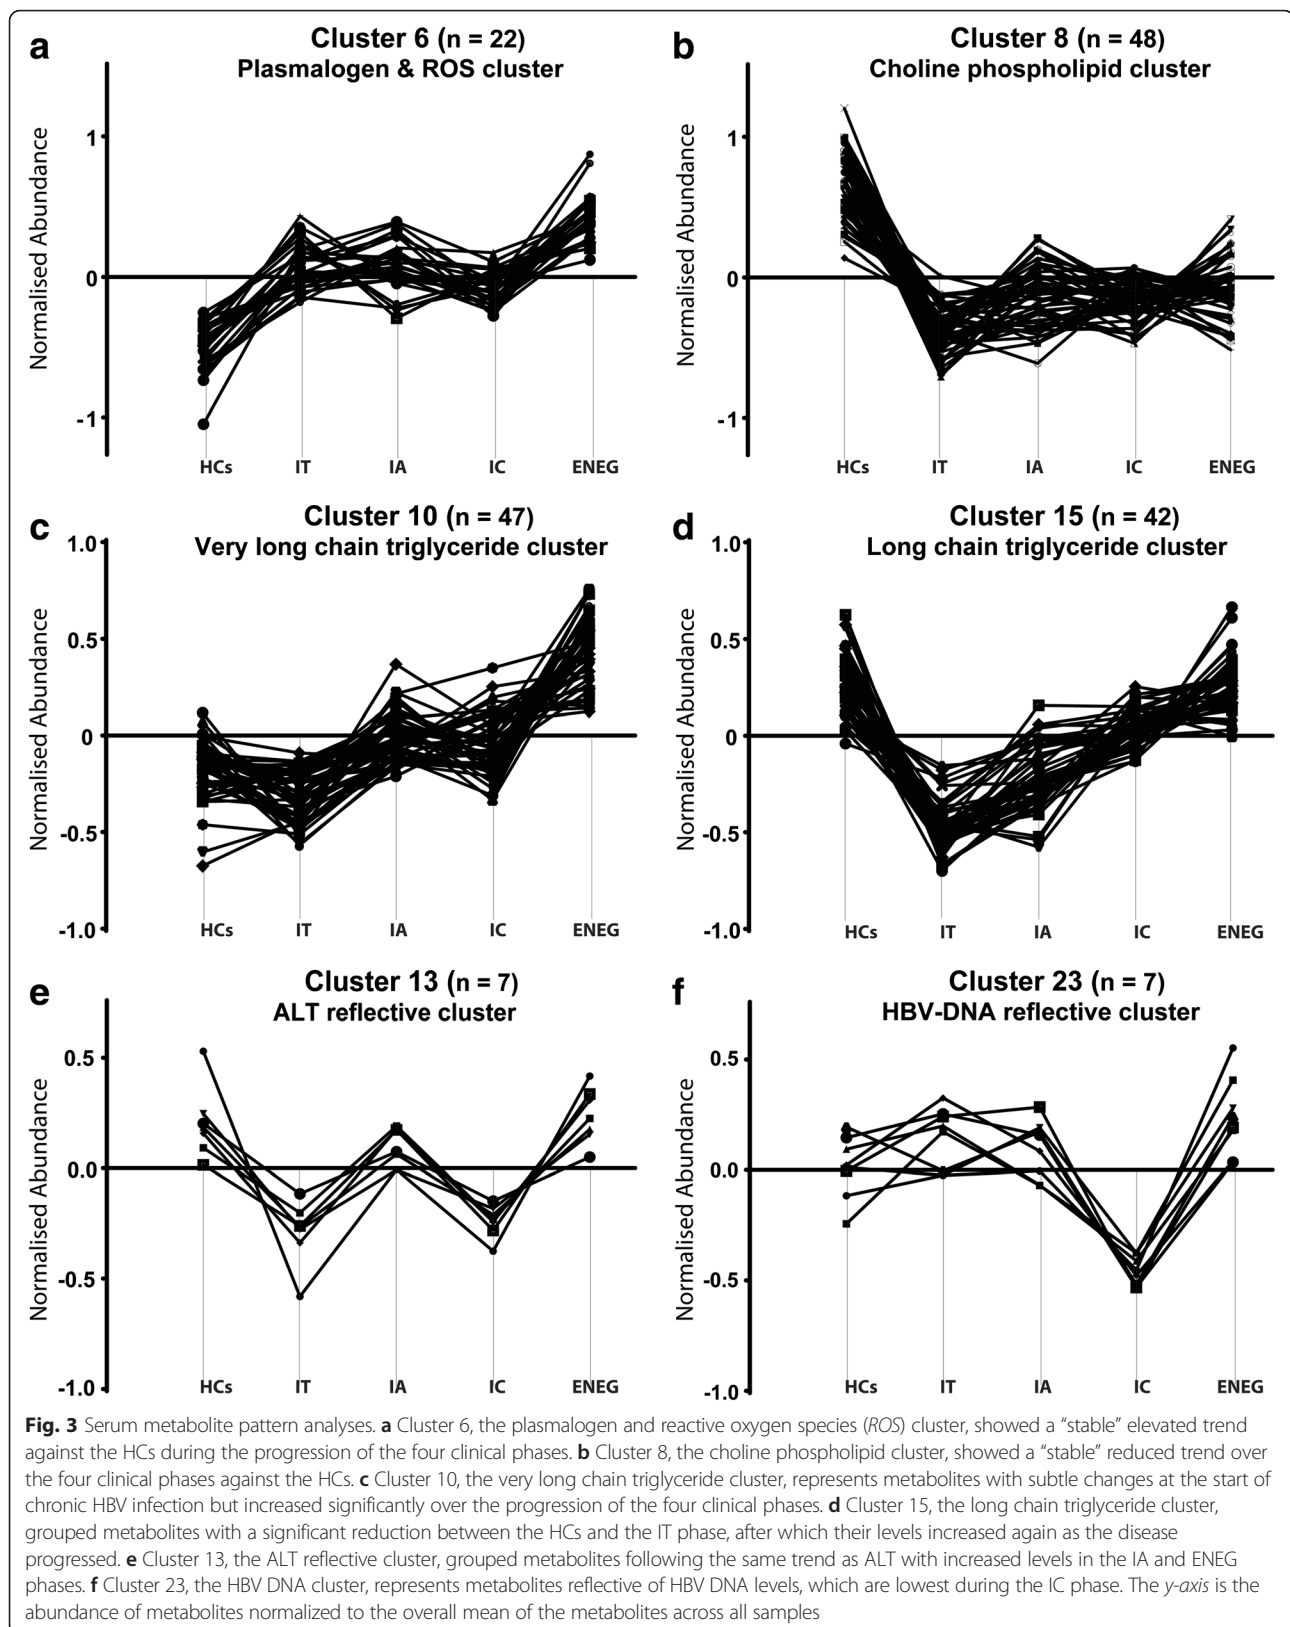 a
Cluster 6 (n = 22)
Plasmalogen & ROS cluster
Normalised Abundance
1
0
-1
HCs IT IA IC ENEG
b
Cluster 8 (n = 48)
Choline phospholipid cluster
Normalised Abundance
1
0
-1
HCs IT IA IC ENEG
c
Cluster 10 (n = 47)
Very long chain triglyceride cluster
Normalised Abundance
1.0
0.5
0
-0.5
-1.0
HCs IT IA IC ENEG
d
Cluster 15 (n = 42)
Long chain triglyceride cluster
Normalised Abundance
1.0
0.5
0
-0.5
-1.0
HCs IT IA IC ENEG
e
Cluster 13 (n = 7)
ALT reflective cluster
Normalised Abundance
0.5
0.0
-0.5
-1.0
HCs IT IA IC ENEG
f
Cluster 23 (n = 7)
HBV-DNA reflective cluster
Normalised Abundance
0.5
0.0
-0.5
-1.0
HCs IT IA IC ENEG
Fig. 3 Serum metabolite pattern analyses. a Cluster 6, the plasmalogen and reactive oxygen species (ROS) cluster, showed a “stable” elevated trend
against the HCs during the progression of the four clinical phases. b Cluster 8, the choline phospholipid cluster, showed a “stable” reduced trend over
the four clinical phases against the HCs. c Cluster 10, the very long chain triglyceride cluster, represents metabolites with subtle changes at the start of
chronic HBV infection but increased significantly over the progression of the four clinical phases. d Cluster 15, the long chain triglyceride cluster,
grouped metabolites with a significant reduction between the HCs and the IT phase, after which their levels increased again as the disease
progressed. e Cluster 13, the ALT reflective cluster, grouped metabolites following the same trend as ALT with increased levels in the IA and ENEG
phases. f Cluster 23, the HBV DNA cluster, represents metabolites reflective of HBV DNA levels, which are lowest during the IC phase. The y-axis is the
abundance of metabolites normalized to the overall mean of the metabolites across all samples